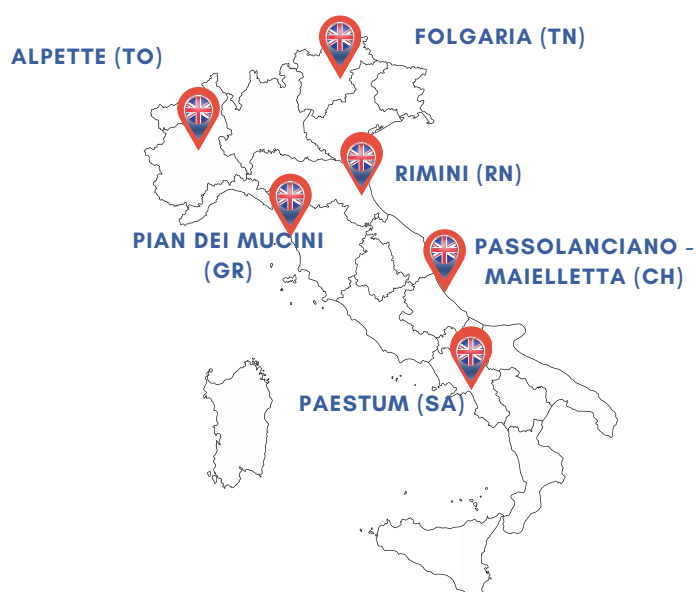 FOLGARIA (TN)
ALPETTE (TO)
RIMINI (RN)
PIAN DEI MUCINI
(GR)
PASSOLANCIANO -
MAIELLETTA (CH)
PAESTUM (SA)